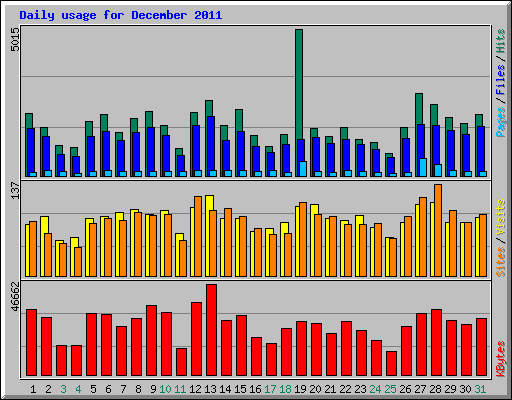 Daily usage for December 2011
5015
Pages/Files/Hits
137
Sites/Visits
46662
KBytes
1 2 3 4 5 6 7 8 9 10 11 12 13 14 15 16 17 18 19 20 21 22 23 24 25 26 27 28 29 30 31